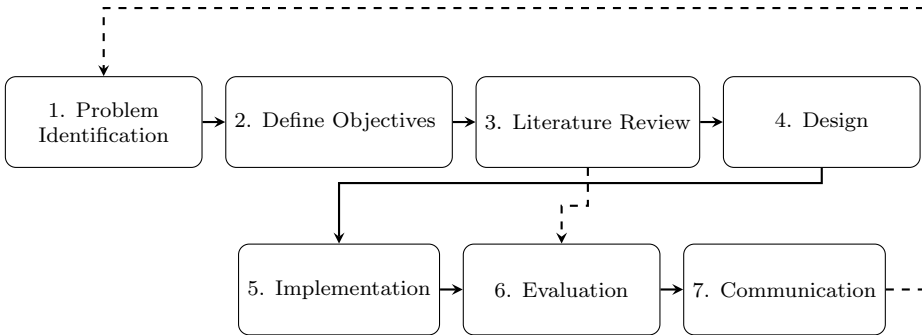 1. Problem
Identification
2. Define Objectives
3. Literature Review
4. Design
5. Implementation
6. Evaluation
7. Communication